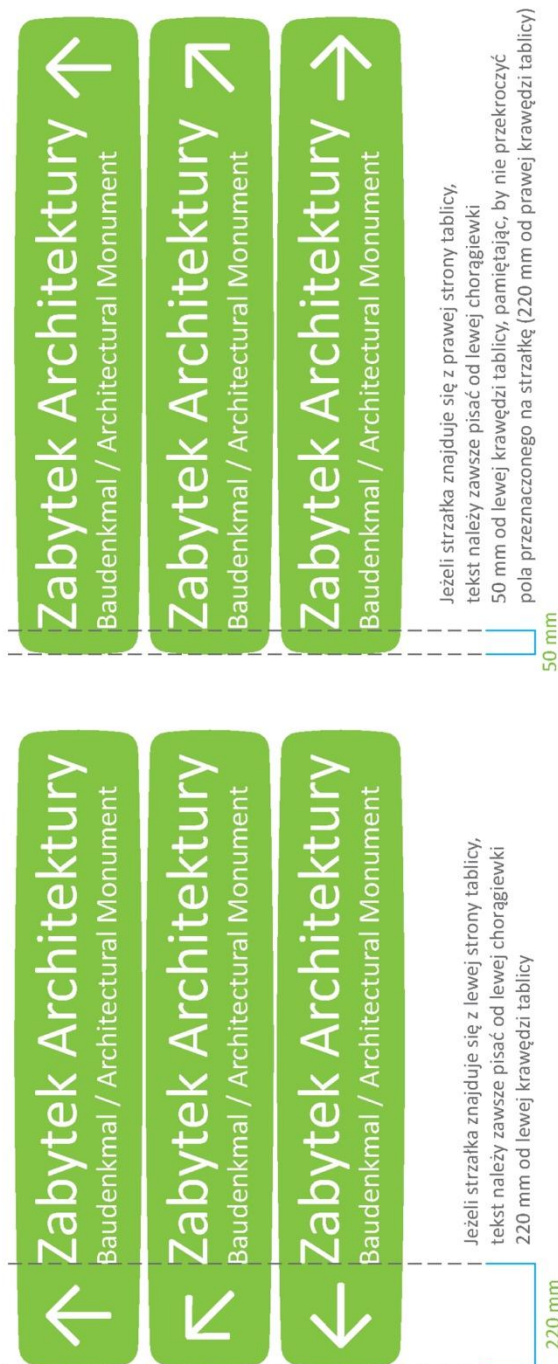 Zabytek Architektury
Baudenkmal / Architectural Monument
Zabytek Architektury
Baudenkmal / Architectural Monument
Zabytek Architektury
Baudenkmal / Architectural Monument
Jeżeli strzałka znajduje się z lewej strony tablicy,
tekst należy zawsze pisać od lewej chorągiewki
220 mm od lewej krawędzi tablicy
220 mm
Zabytek Architektury
Baudenkmal / Architectural Monument
Zabytek Architektury
Baudenkmal / Architectural Monument
Zabytek Architektury
Baudenkmal / Architectural Monument
Jeżeli strzałka znajduje się z prawej strony tablicy,
tekst należy zawsze pisać od lewej chorągiewki
50 mm od lewej krawędzi tablicy, pamiętając, by nie przekroczyć
pola przeznaczonego na strzałkę (220 mm od prawej krawędzi tablicy)
50 mm